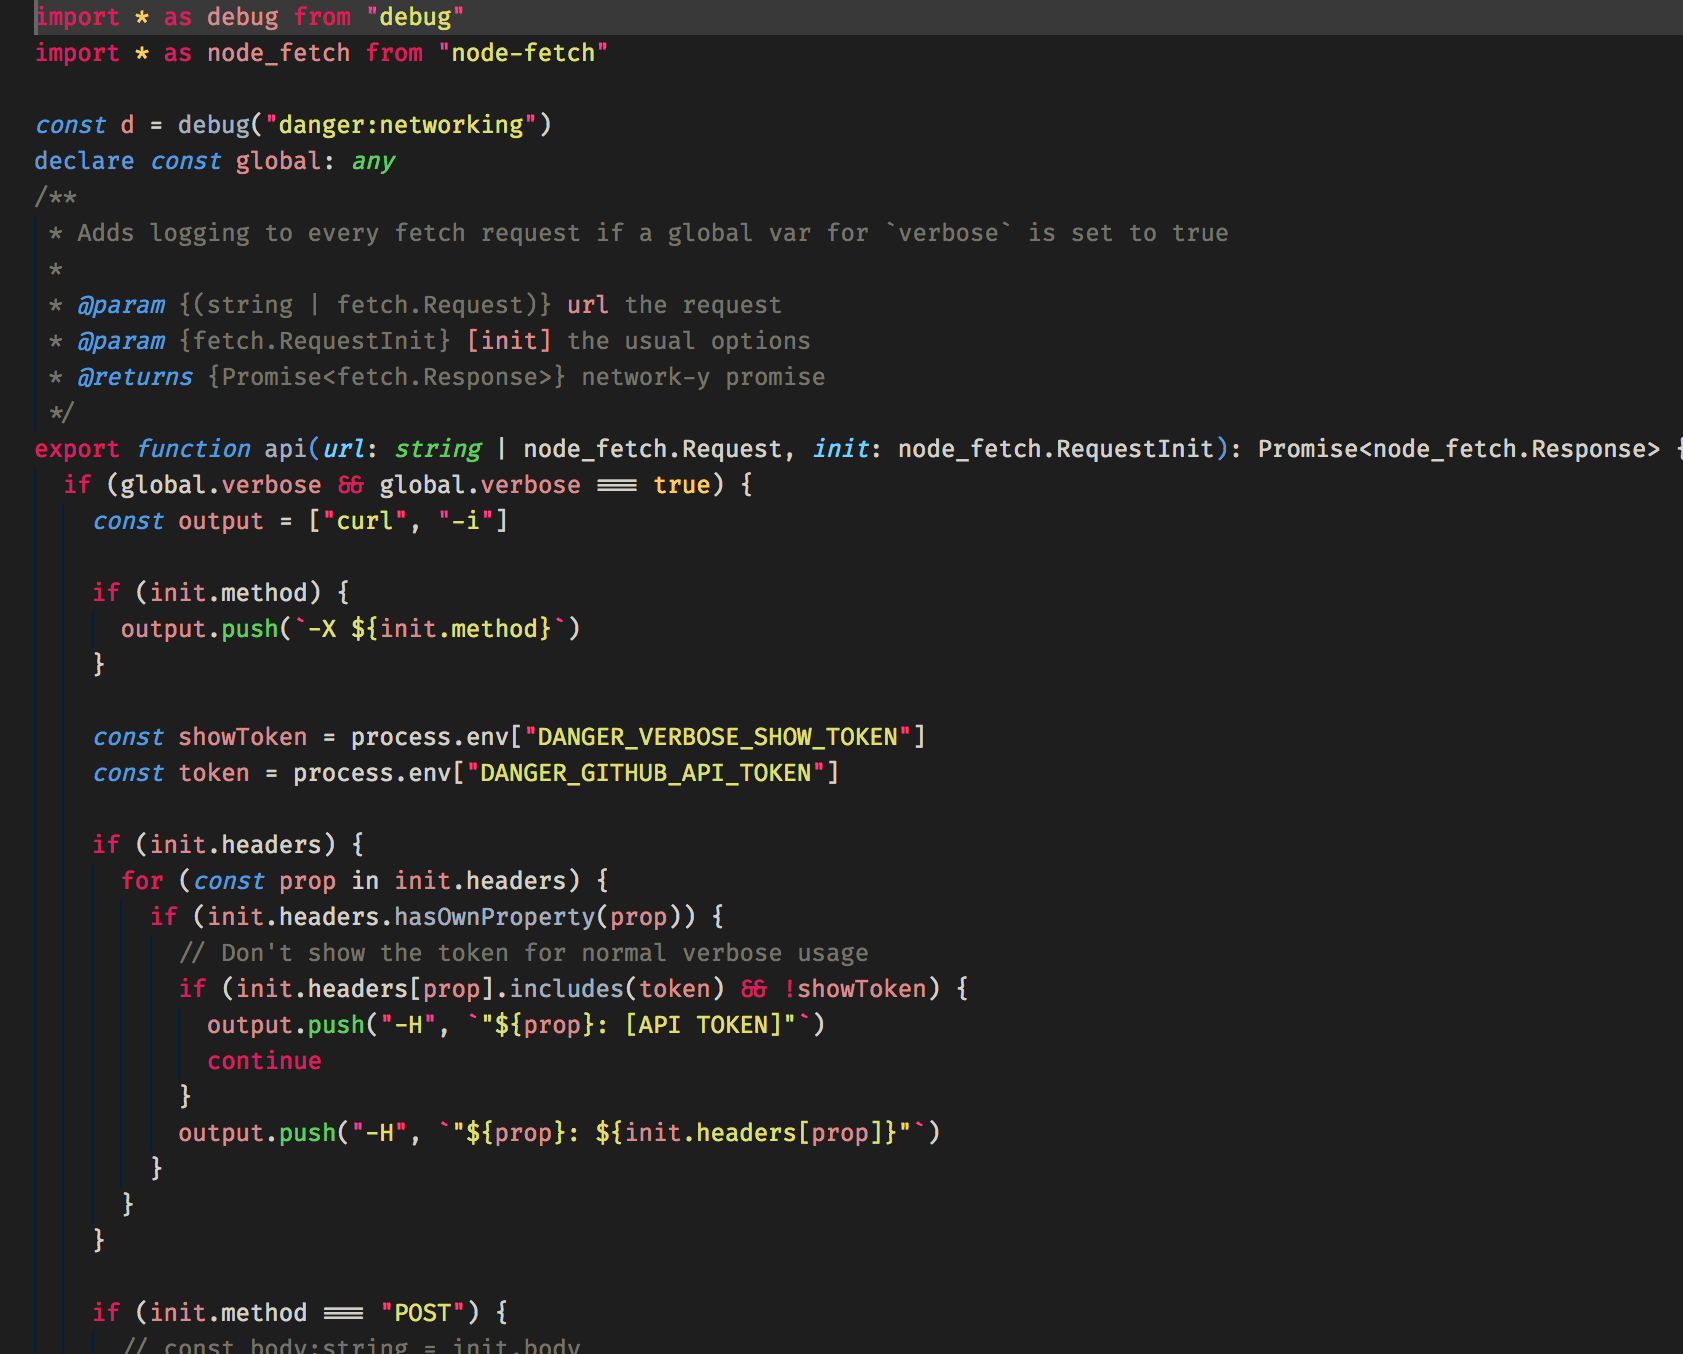 import * as debug from "debug"
import * as node_fetch from "node-fetch"

const d = debug("danger:networking")
declare const global: any
/**
 * Adds logging to every fetch request if a global var for `verbose` is set to true
 *
 * @param {(string | fetch.Request)} url the request
 * @param {fetch.RequestInit} [init] the usual options
 * @returns {Promise<fetch.Response>} network-y promise
 */
export function api(url: string | node_fetch.Request, init: node_fetch.RequestInit): Promise<node_fetch.Response> {
  if (global.verbose && global.verbose === true) {
    const output = ["curl", "-i"]

    if (init.method) {
      output.push(`-X ${init.method}`)
    }

    const showToken = process.env["DANGER_VERBOSE_SHOW_TOKEN"]
    const token = process.env["DANGER_GITHUB_API_TOKEN"]

    if (init.headers) {
      for (const prop in init.headers) {
        if (init.headers.hasOwnProperty(prop)) {
          // Don't show the token for normal verbose usage
          if (init.headers[prop].includes(token) && !showToken) {
            output.push("-H", `"${prop}: [API TOKEN]"`)
            continue
          }
          output.push("-H", `"${prop}: ${init.headers[prop]}"`)
        }
      }
    }

    if (init.method === "POST") {
      // const body:string = init.body